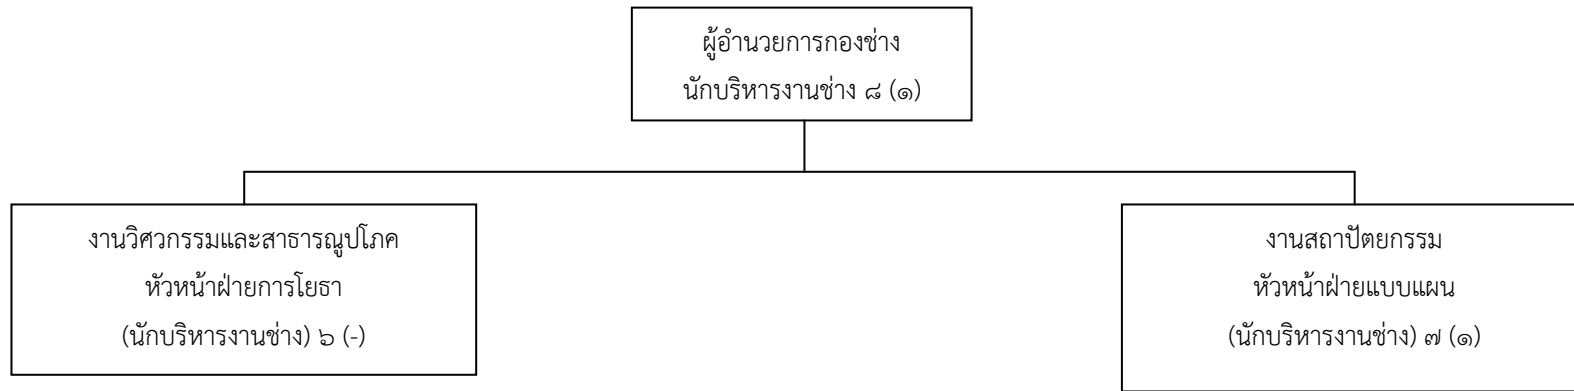 ผู้อำนวยการกองช่าง
นักบริหารงานช่าง ๘ (๑)
งานวิศวกรรมและสาธารณูปโภค
หัวหน้าฝ่ายการโยธา
(นักบริหารงานช่าง) ๖ (-)
งานสถาปัตยกรรม
หัวหน้าฝ่ายแบบแผน
(นักบริหารงานช่าง) ๗ (๑)